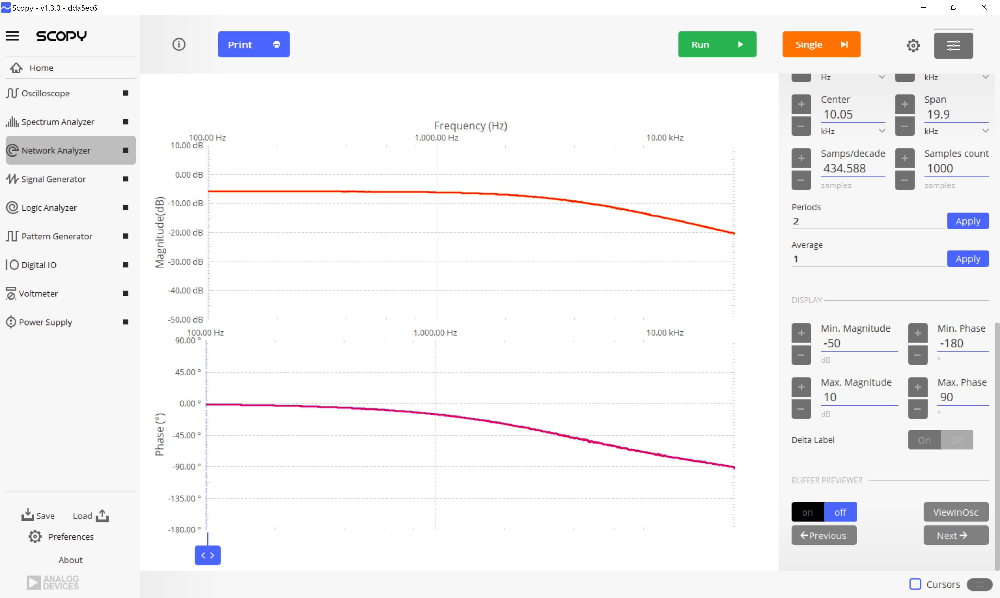 Scopy - v1.3.0 - dda5ec6
SCOPY
Print
Run
Single
Home
Oscilloscope
Spectrum Analyzer
Network Analyzer
Signal Generator
Logic Analyzer
Pattern Generator
Digital IO
Voltmeter
Power Supply
Save Load
Preferences
About
ANALOG
DEVICES
Frequency (Hz)
100.00 Hz 1,000.00 Hz 10.00 kHz
Magnitude(dB)
10.00 dB
0.00 dB
-10.00 dB
-20.00 dB
-30.00 dB
-40.00 dB
-50.00 dB
100.00 Hz 1,000.00 Hz 10.00 kHz
Phase (°)
90.00 °
45.00 °
0.00 °
-45.00 °
-90.00 °
-135.00 °
-180.00 °
Hz kHz
Center Span
10.05 19.9
kHz kHz
Samps/decade Samples count
434.588 1000
samples samples
Periods
2 Apply
Average
1 Apply
DISPLAY
Min. Magnitude Min. Phase
-50 -180
dB °
Max. Magnitude Max. Phase
10 90
dB °
Delta Label On Off
BUFFER PREVIEWER
on off ViewInOsc
Previous Next
Cursors